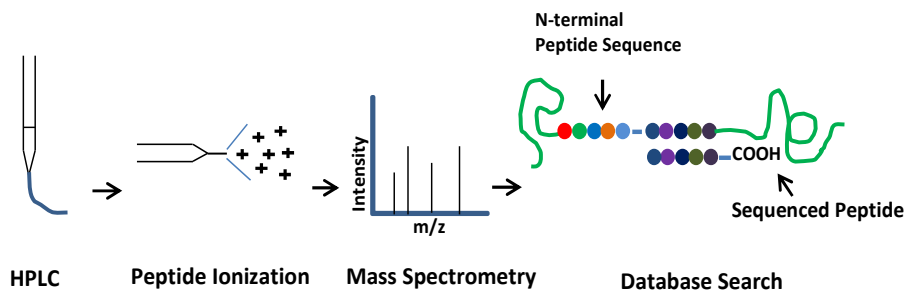 N-terminal
Peptide Sequence
COOH
Intensity
m/z
Sequenced Peptide
HPLC
Peptide Ionization
Mass Spectrometry
Database Search